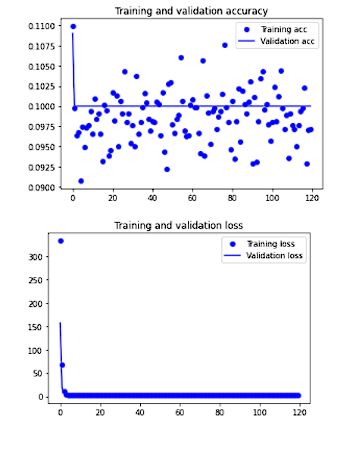 Training and validation accuracy
Training acc
Validation acc
0.1100
0.1075
0.1050
0.1025
0.1000
0.0975
0.0950
0.0925
0.0900
0 20 40 60 80 100 120
Training and validation loss
Training loss
Validation loss
300
250
200
150
100
50
0
0 20 40 60 80 100 120